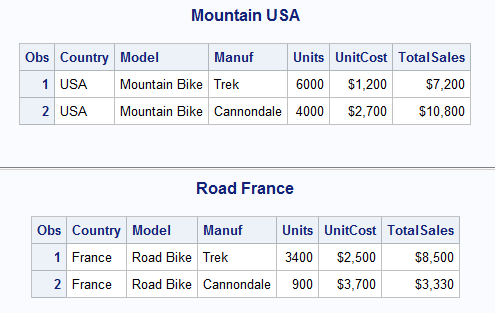 Mountain USA
Obs Country Model Manuf Units UnitCost TotalSales
1 USA Mountain Bike Trek 6000 $1,200 $7,200
2 USA Mountain Bike Cannondale 4000 $2,700 $10,800
Road France
Obs Country Model Manuf Units UnitCost TotalSales
1 France Road Bike Trek 3400 $2,500 $8,500
2 France Road Bike Cannondale 900 $3,700 $3,330